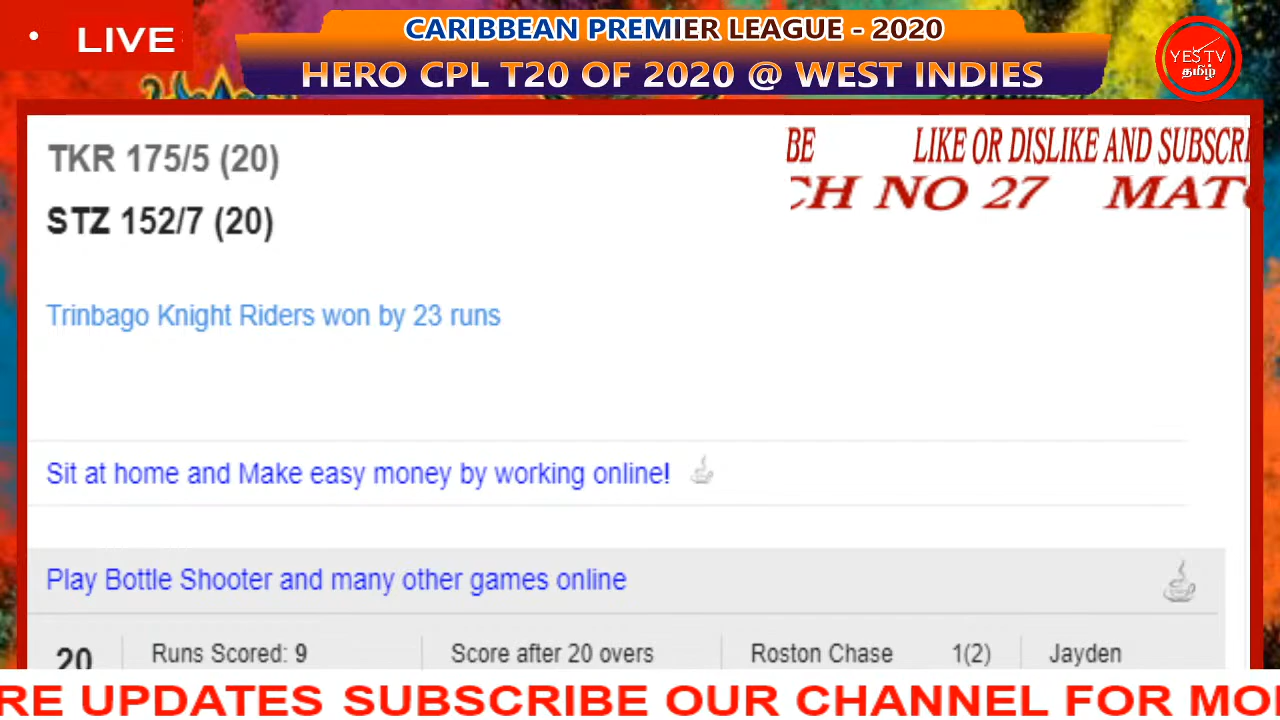 LIVE
CARIBBEAN PREMIER LEAGUE - 2020
HERO CPL T20 OF 2020 @ WEST INDIES
YES TV
தமிழ்
TKR 175/5 (20)
BE LIKE OR DISLIKE AND SUBSCRI
CH NO 27 MATC
STZ 152/7 (20)
Trinbago Knight Riders won by 23 runs
Sit at home and Make easy money by working online!
Play Bottle Shooter and many other games online
20 Runs Scored: 9 Score after 20 overs Roston Chase 1(2) Jayden
RE UPDATES SUBSCRIBE OUR CHANNEL FOR MO